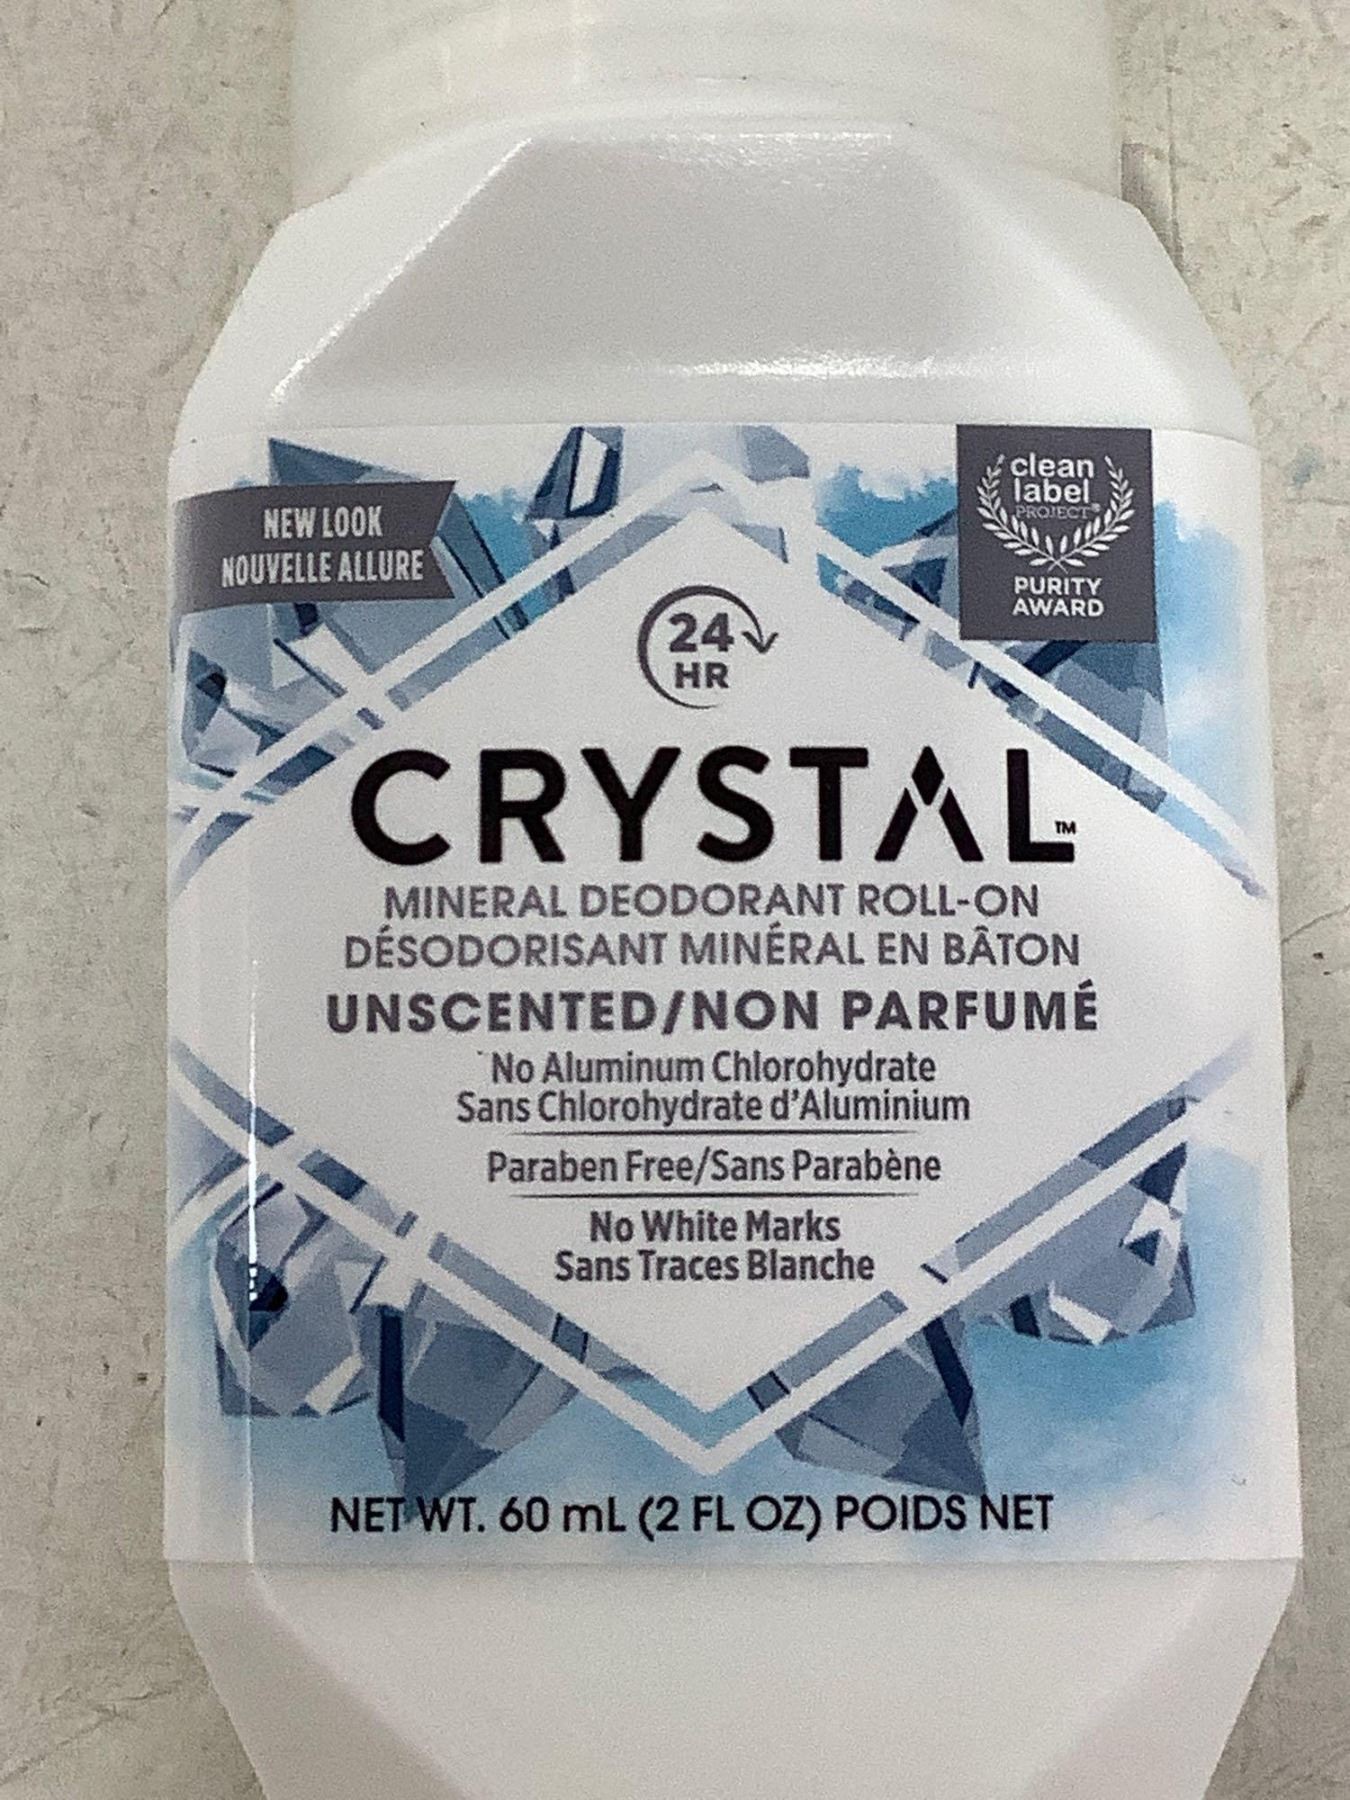 NEW LOOK
NOUVELLE ALLURE
clean
label
PROJECT®
PURITY
AWARD
24
HR
CRYSTAL™
MINERAL DEODORANT ROLL-ON
DÉSODORISANT MINÉRAL EN BÂTON
UNSCENTED/NON PARFUMÉ
No Aluminum Chlorohydrate
Sans Chlorohydrate d'Aluminium
Paraben Free/Sans Parabène
No White Marks
Sans Traces Blanche
NET WT. 60 mL (2 FL OZ) POIDS NET